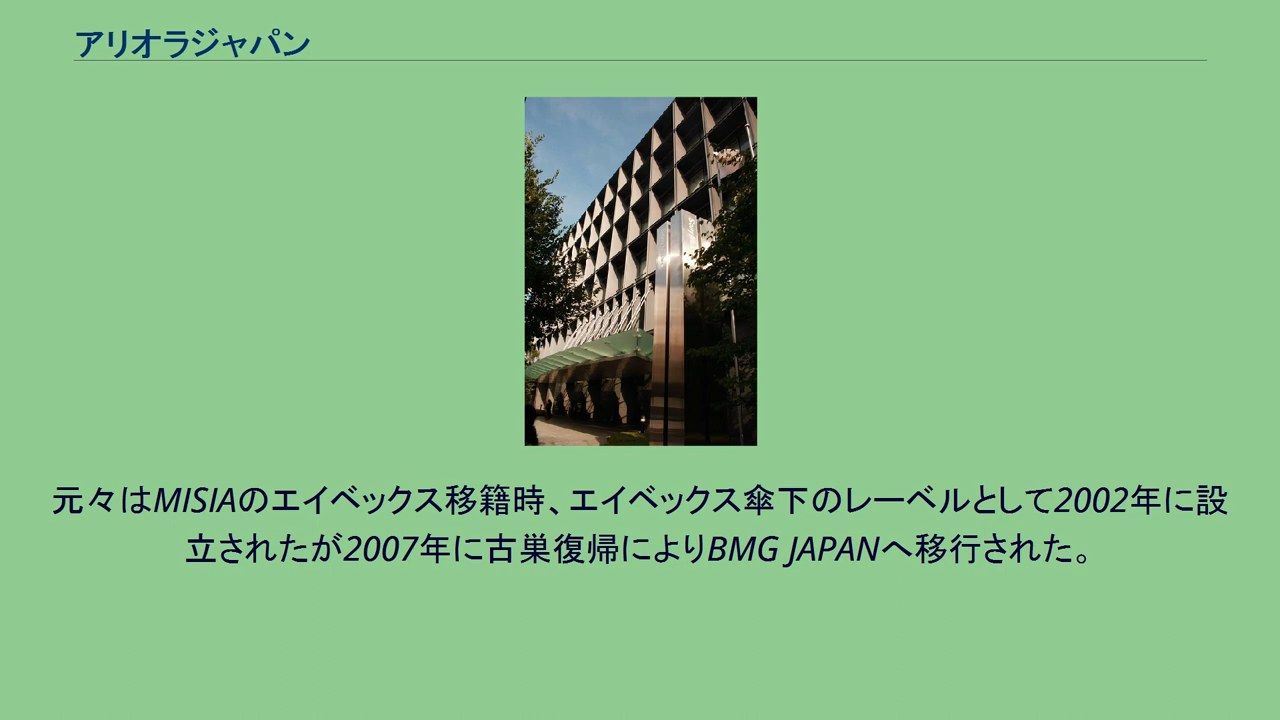 アリオラジャパン
元々はMISIAのエイベックス移籍時、エイベックス傘下のレーベルとして2002年に設
立されたが2007年に古巣復帰によりBMG JAPANへ移行された。